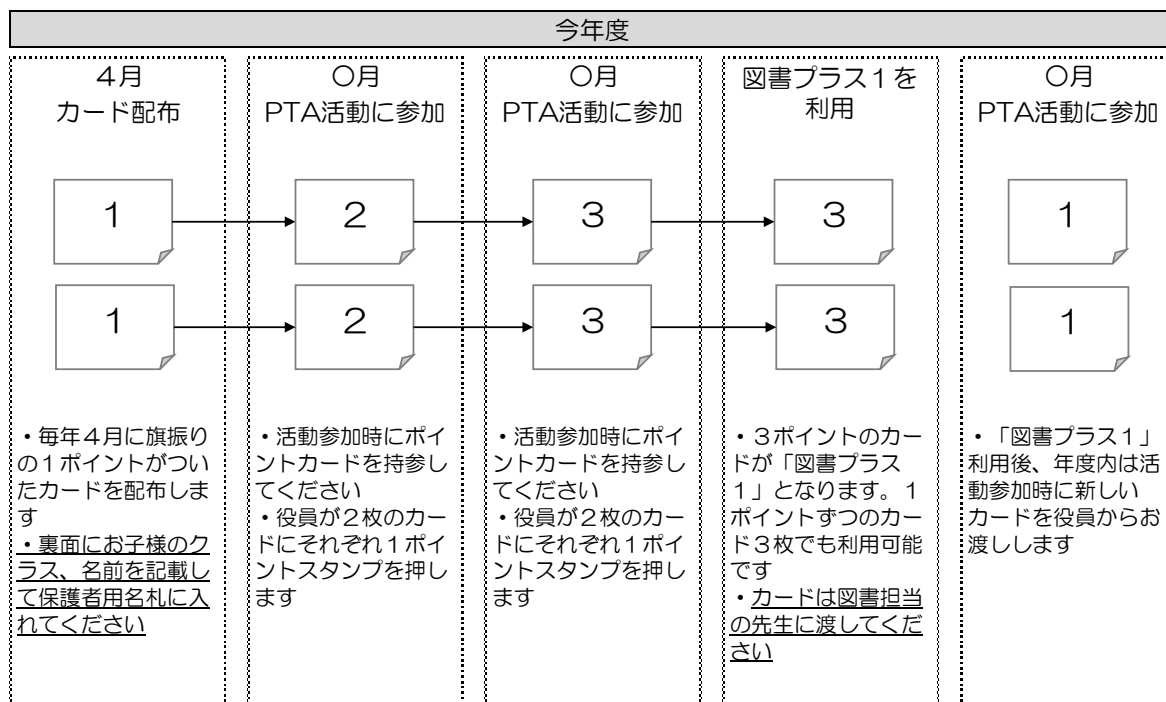 今年度
4月
カード配布
1
1
・毎年4月に旗振り
の1ポイントがつい
たカードを配布しま
す
・裏面にお子様のク
ラス、名前を記載し
て保護者用名札に入
れてください
〇月
PTA活動に参加
2
2
・活動参加時にポイ
ントカードを持参し
てください
・役員が2枚のカー
ドにそれぞれ1ポイ
ントスタンプを押し
ます
〇月
PTA活動に参加
3
3
・活動参加時にポイ
ントカードを持参し
てください
・役員が2枚のカー
ドにそれぞれ1ポイ
ントスタンプを押し
ます
図書プラス1を
利用
3
3
・3ポイントのカー
ドが「図書プラス
1」となります。1
ポイントずつのカー
ド3枚でも利用可能
です
・カードは図書担当
の先生に渡してくだ
さい
〇月
PTA活動に参加
1
1
・「図書プラス1」
利用後、年度内は活
動参加時に新しい
カードを役員からお
渡しします